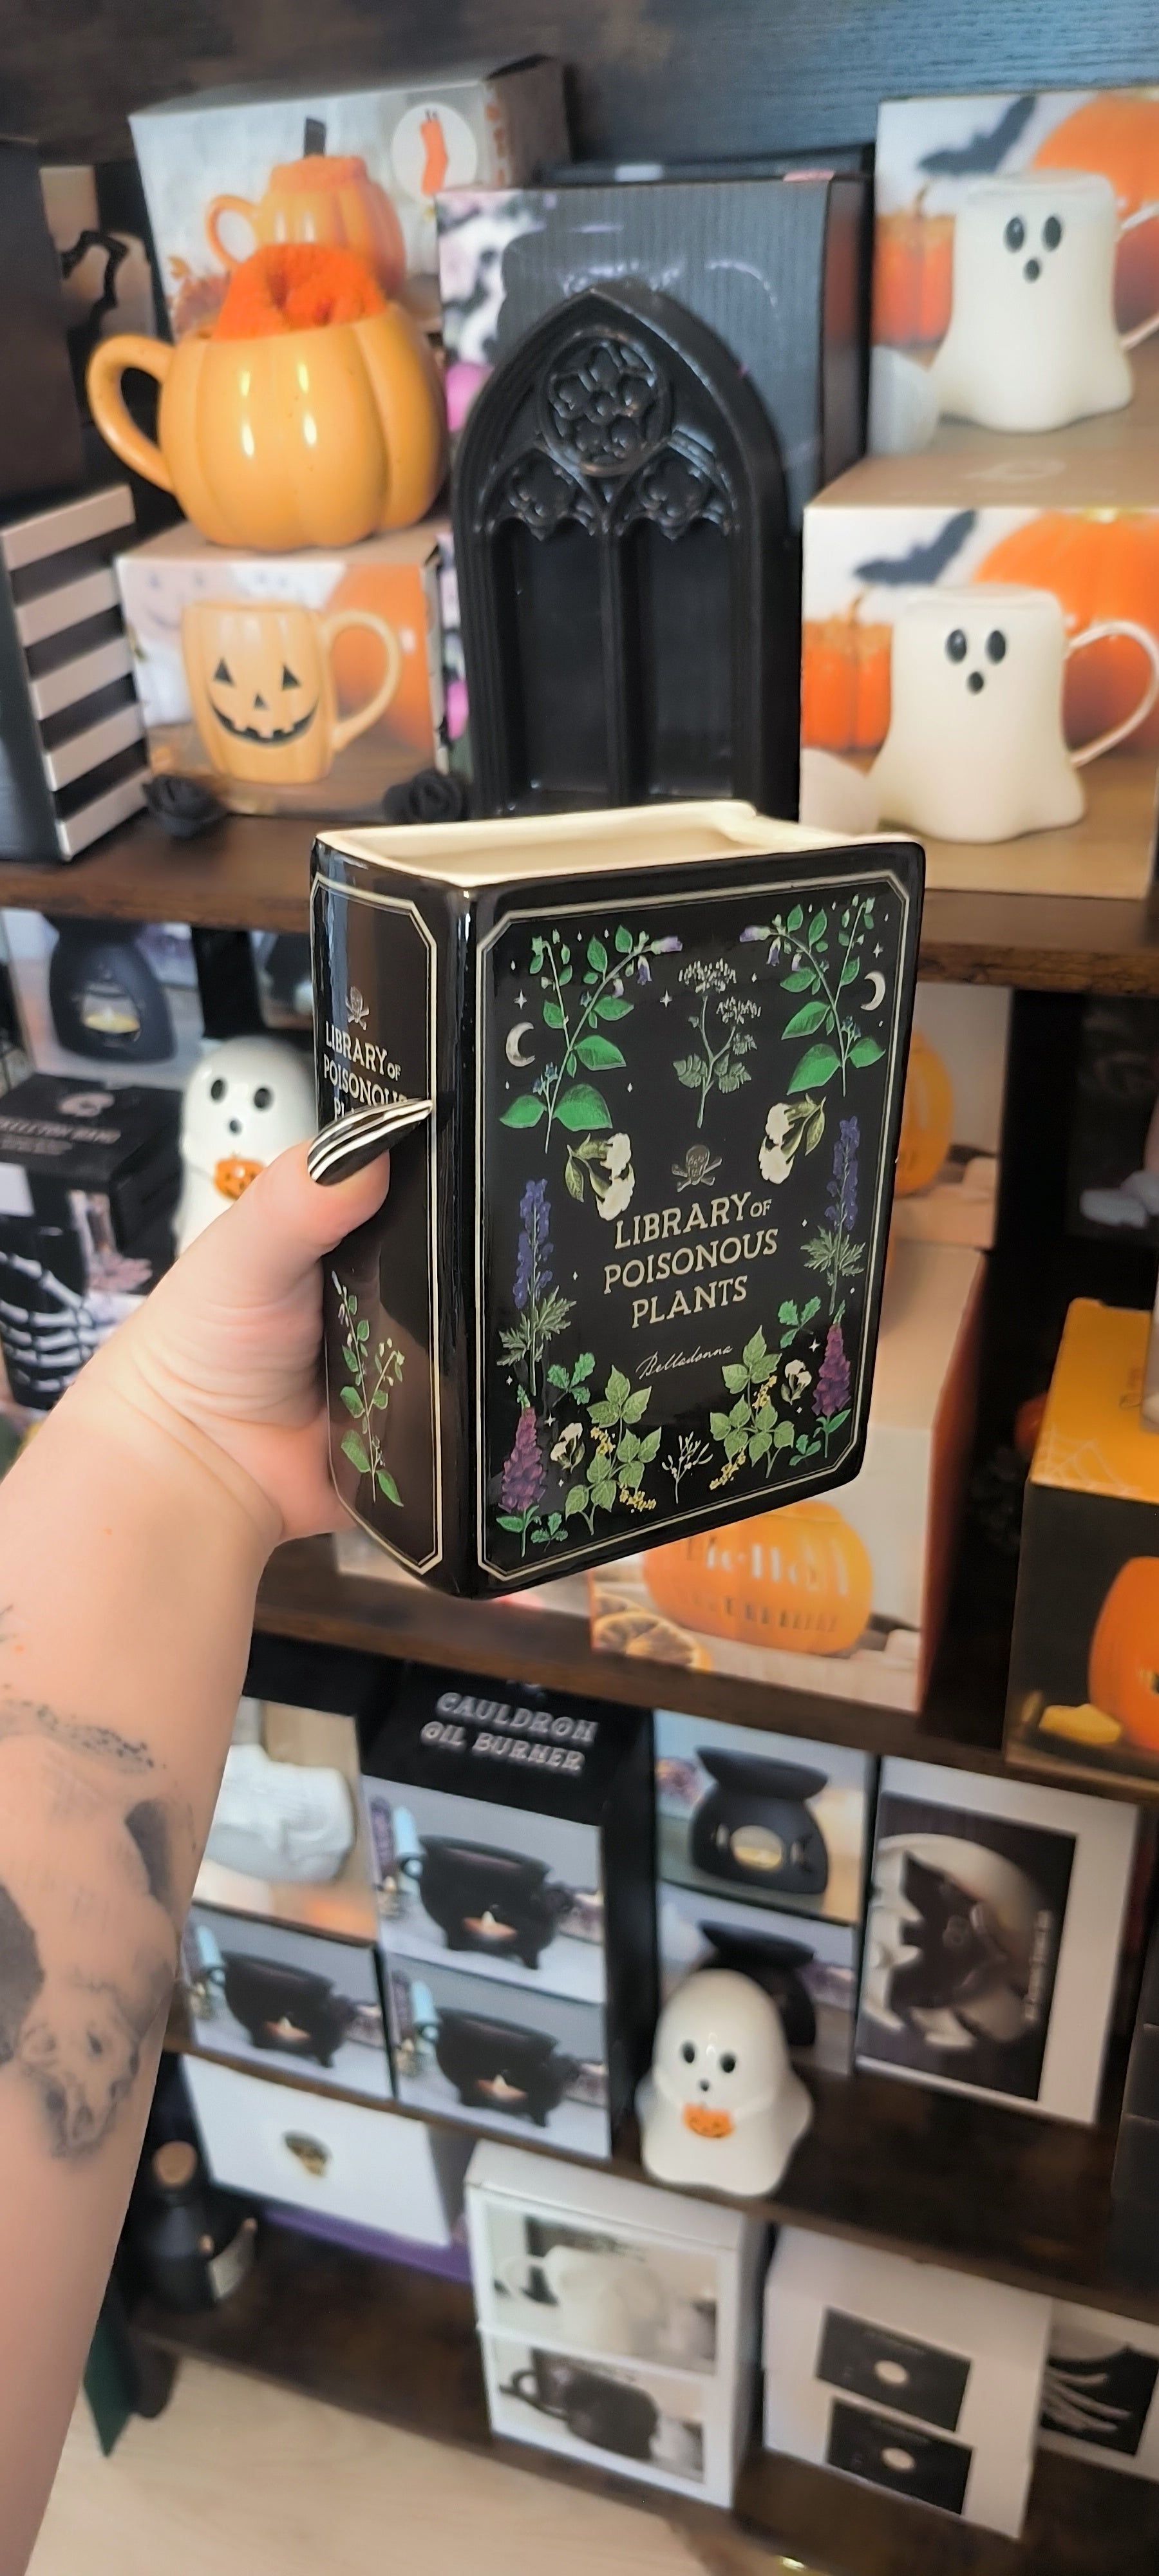 LIBRARY OF
POISONOUS
LIBRARY OF
POISONOUS
PLANTS
Belladonna
CAULDRON
OIL BURNER